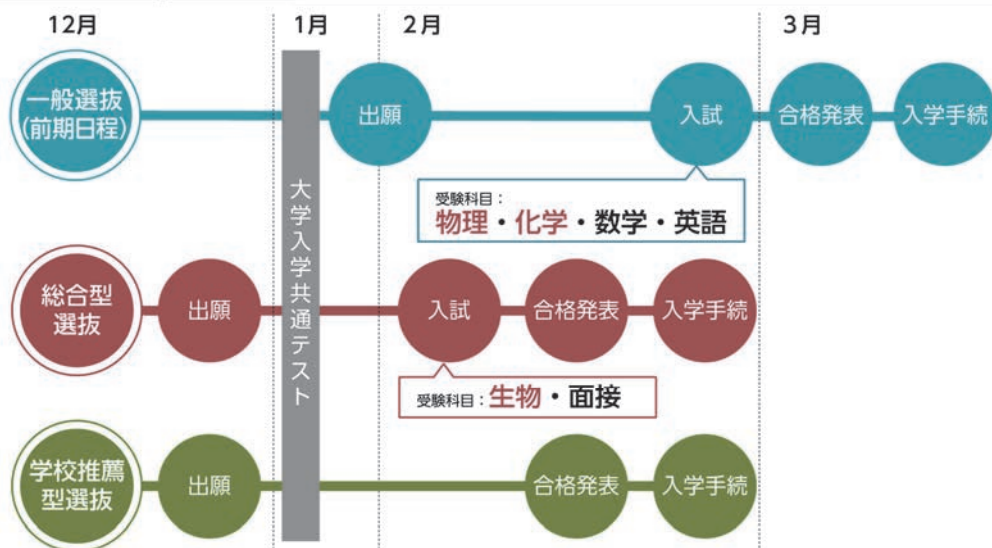 12月
1月
2月
3月
一般選抜
(前期日程)
出願
入試
合格発表
入学手続
受験科目：
物理・化学・数学・英語
大学入学共通テスト
総合型
選抜
出願
入試
合格発表
入学手続
受験科目：生物・面接
学校推薦
型選抜
出願
合格発表
入学手続